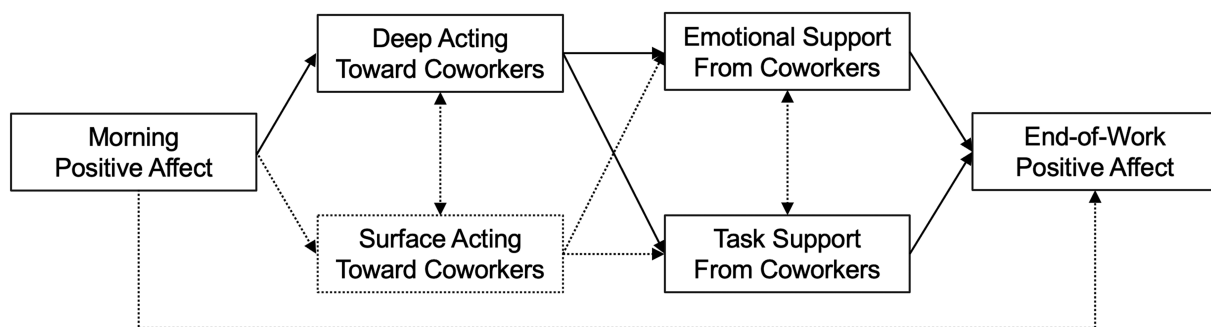 Deep Acting
Toward Coworkers
Emotional Support
From Coworkers
Morning
Positive Affect
End-of-Work
Positive Affect
Surface Acting
Toward Coworkers
Task Support
From Coworkers